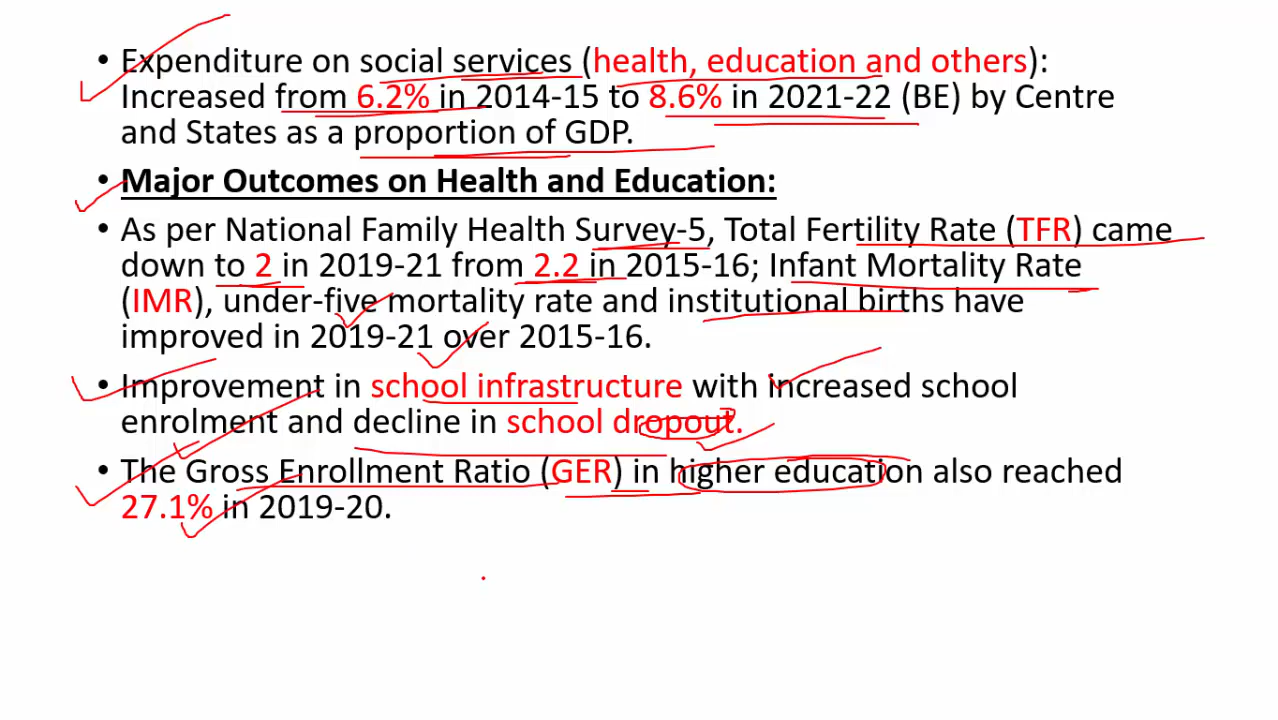 • Expenditure on social services (health, education and others):
Increased from 6.2% in 2014-15 to 8.6% in 2021-22 (BE) by Centre
and States as a proportion of GDP.
• Major Outcomes on Health and Education:
• As per National Family Health Survey-5, Total Fertility Rate (TFR) came
down to 2 in 2019-21 from 2.2 in 2015-16; Infant Mortality Rate
(IMR), under-five mortality rate and institutional births have
improved in 2019-21 over 2015-16.
• Improvement in school infrastructure with increased school
enrolment and decline in school dropout.
• The Gross Enrollment Ratio (GER) in higher education also reached
27.1% in 2019-20.